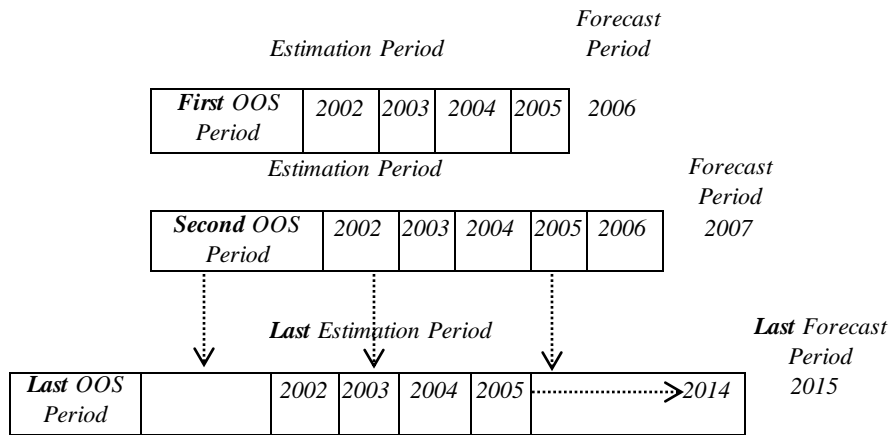 Forecast
Estimation Period Period
First OOS 2002 2003 2004 2005 2006
Period
Estimation Period Forecast
Period
Second OOS 2002 2003 2004 2005 2006 2007
Period
Last Estimation Period Last Forecast
Period
Last OOS 2002 2003 2004 2005 2014 2015
Period